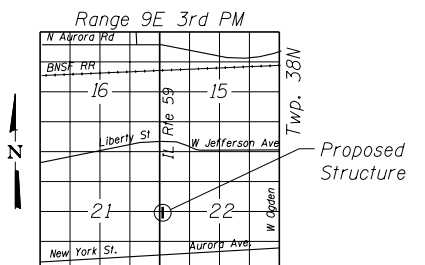 Range 9E 3rd PM
N Aurora Rd
BNSF RR
16
15
IL Rte 59
Twp. 38N
Liberty St
W Jefferson Ave
N
Proposed
Structure
21
22
W Ogden
New York St.
Aurora Ave.